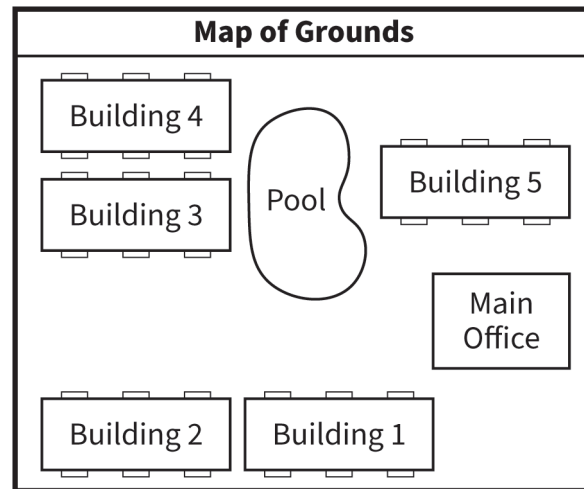 Map of Grounds
Building 4
Building 3
Pool
Building 5
Main
Office
Building 2
Building 1